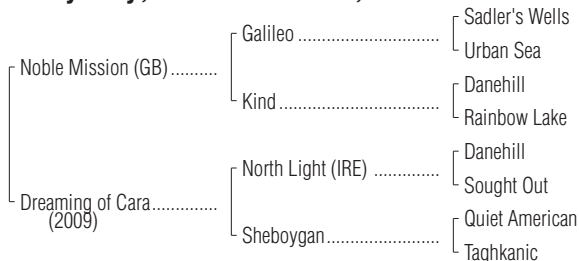 Sadler's Wells
Galileo ..................................
Urban Sea
Noble Mission (GB)..........
Danehill
Kind......................................
Rainbow Lake
Danehill
North Light (IRE) ...............
Sought Out
Dreaming of Cara...............
(2009)
Quiet American
Sheboygan..........................
Taghkanic